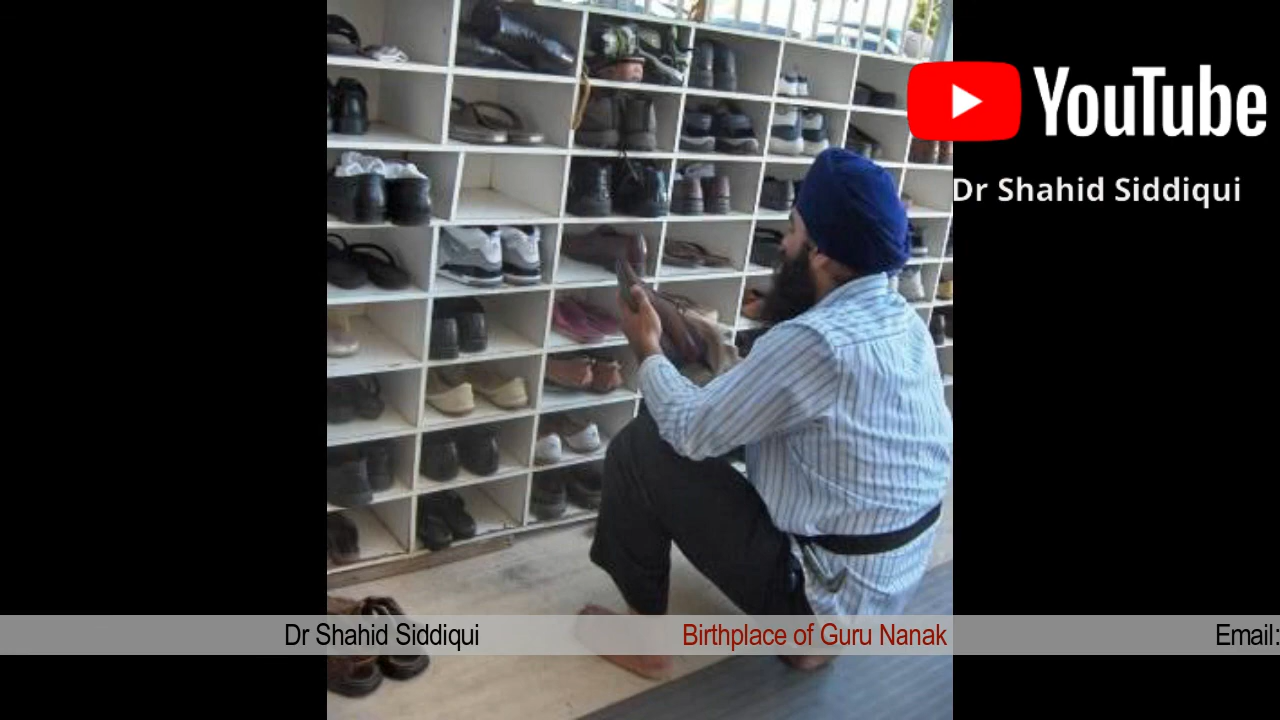 YouTube
Dr Shahid Siddiqui
Dr Shahid Siddiqui Birthplace of Guru Nanak Email: